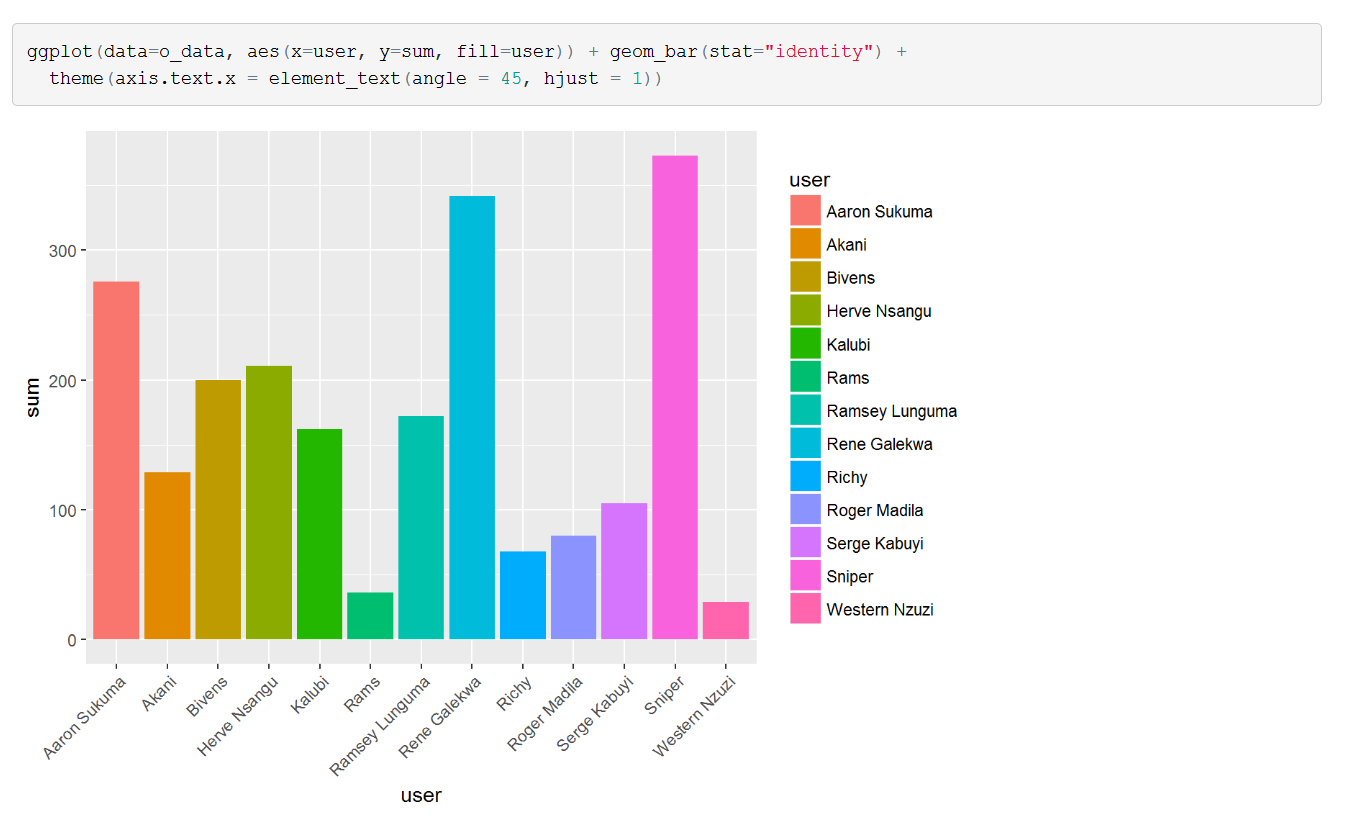 ggplot(data=o_data, aes(x=user, y=sum, fill=user)) + geom_bar(stat="identity") +
  theme(axis.text.x = element_text(angle = 45, hjust = 1))
300
200
100
0
sum
Aaron Sukuma
Akani
Bivens
Herve Nsangu
Kalubi
Rams
Ramsey Lunguma
Rene Galekwa
Richy
Roger Madila
Serge Kabuyi
Sniper
Western Nzuzi
user
user
Aaron Sukuma
Akani
Bivens
Herve Nsangu
Kalubi
Rams
Ramsey Lunguma
Rene Galekwa
Richy
Roger Madila
Serge Kabuyi
Sniper
Western Nzuzi